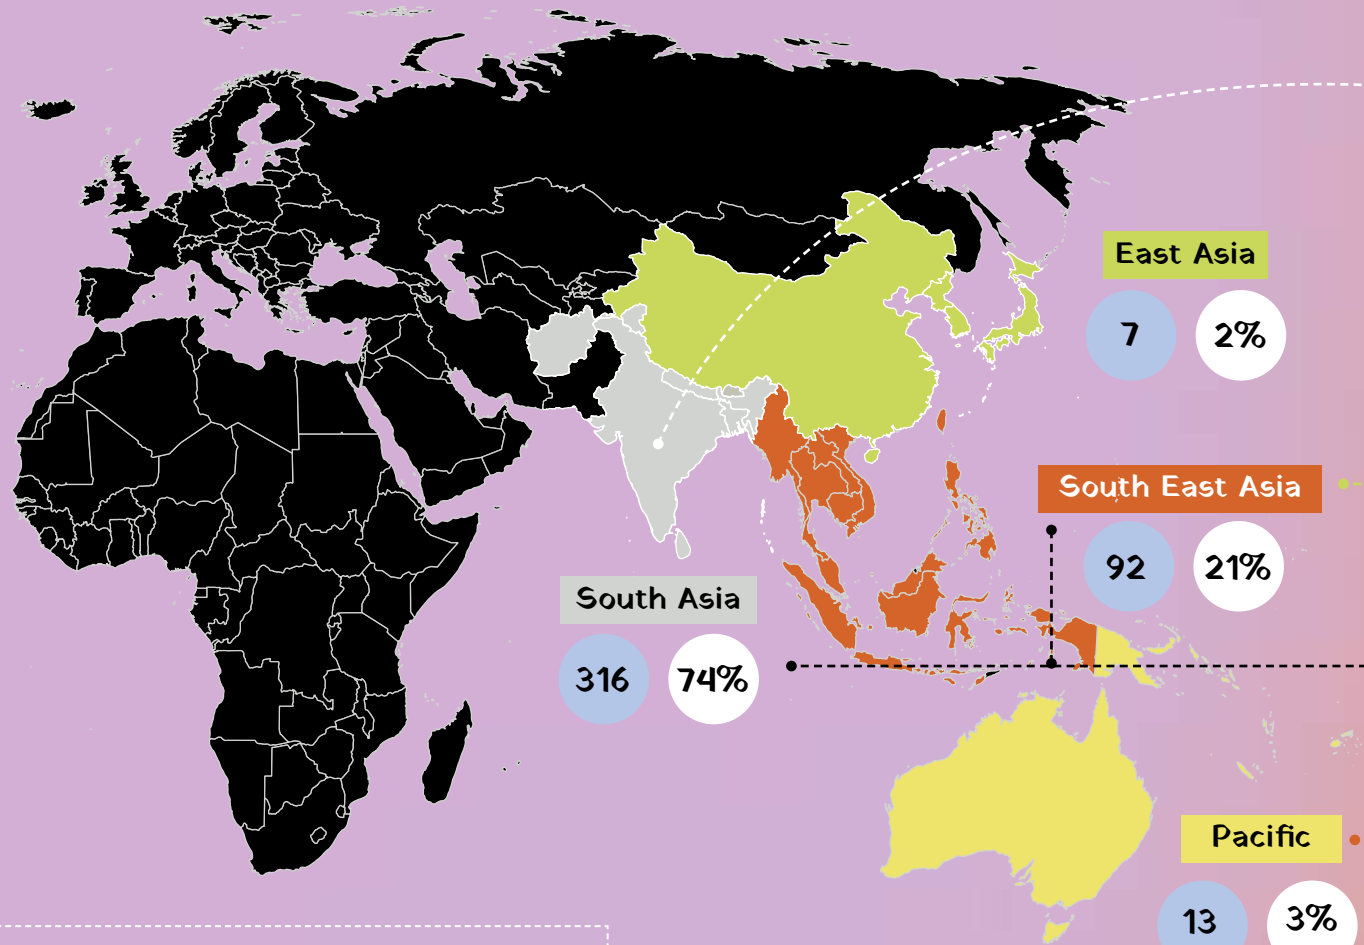 East Asia
7 2%
South East Asia
92 21%
South Asia
316 74%
Pacific
13 3%